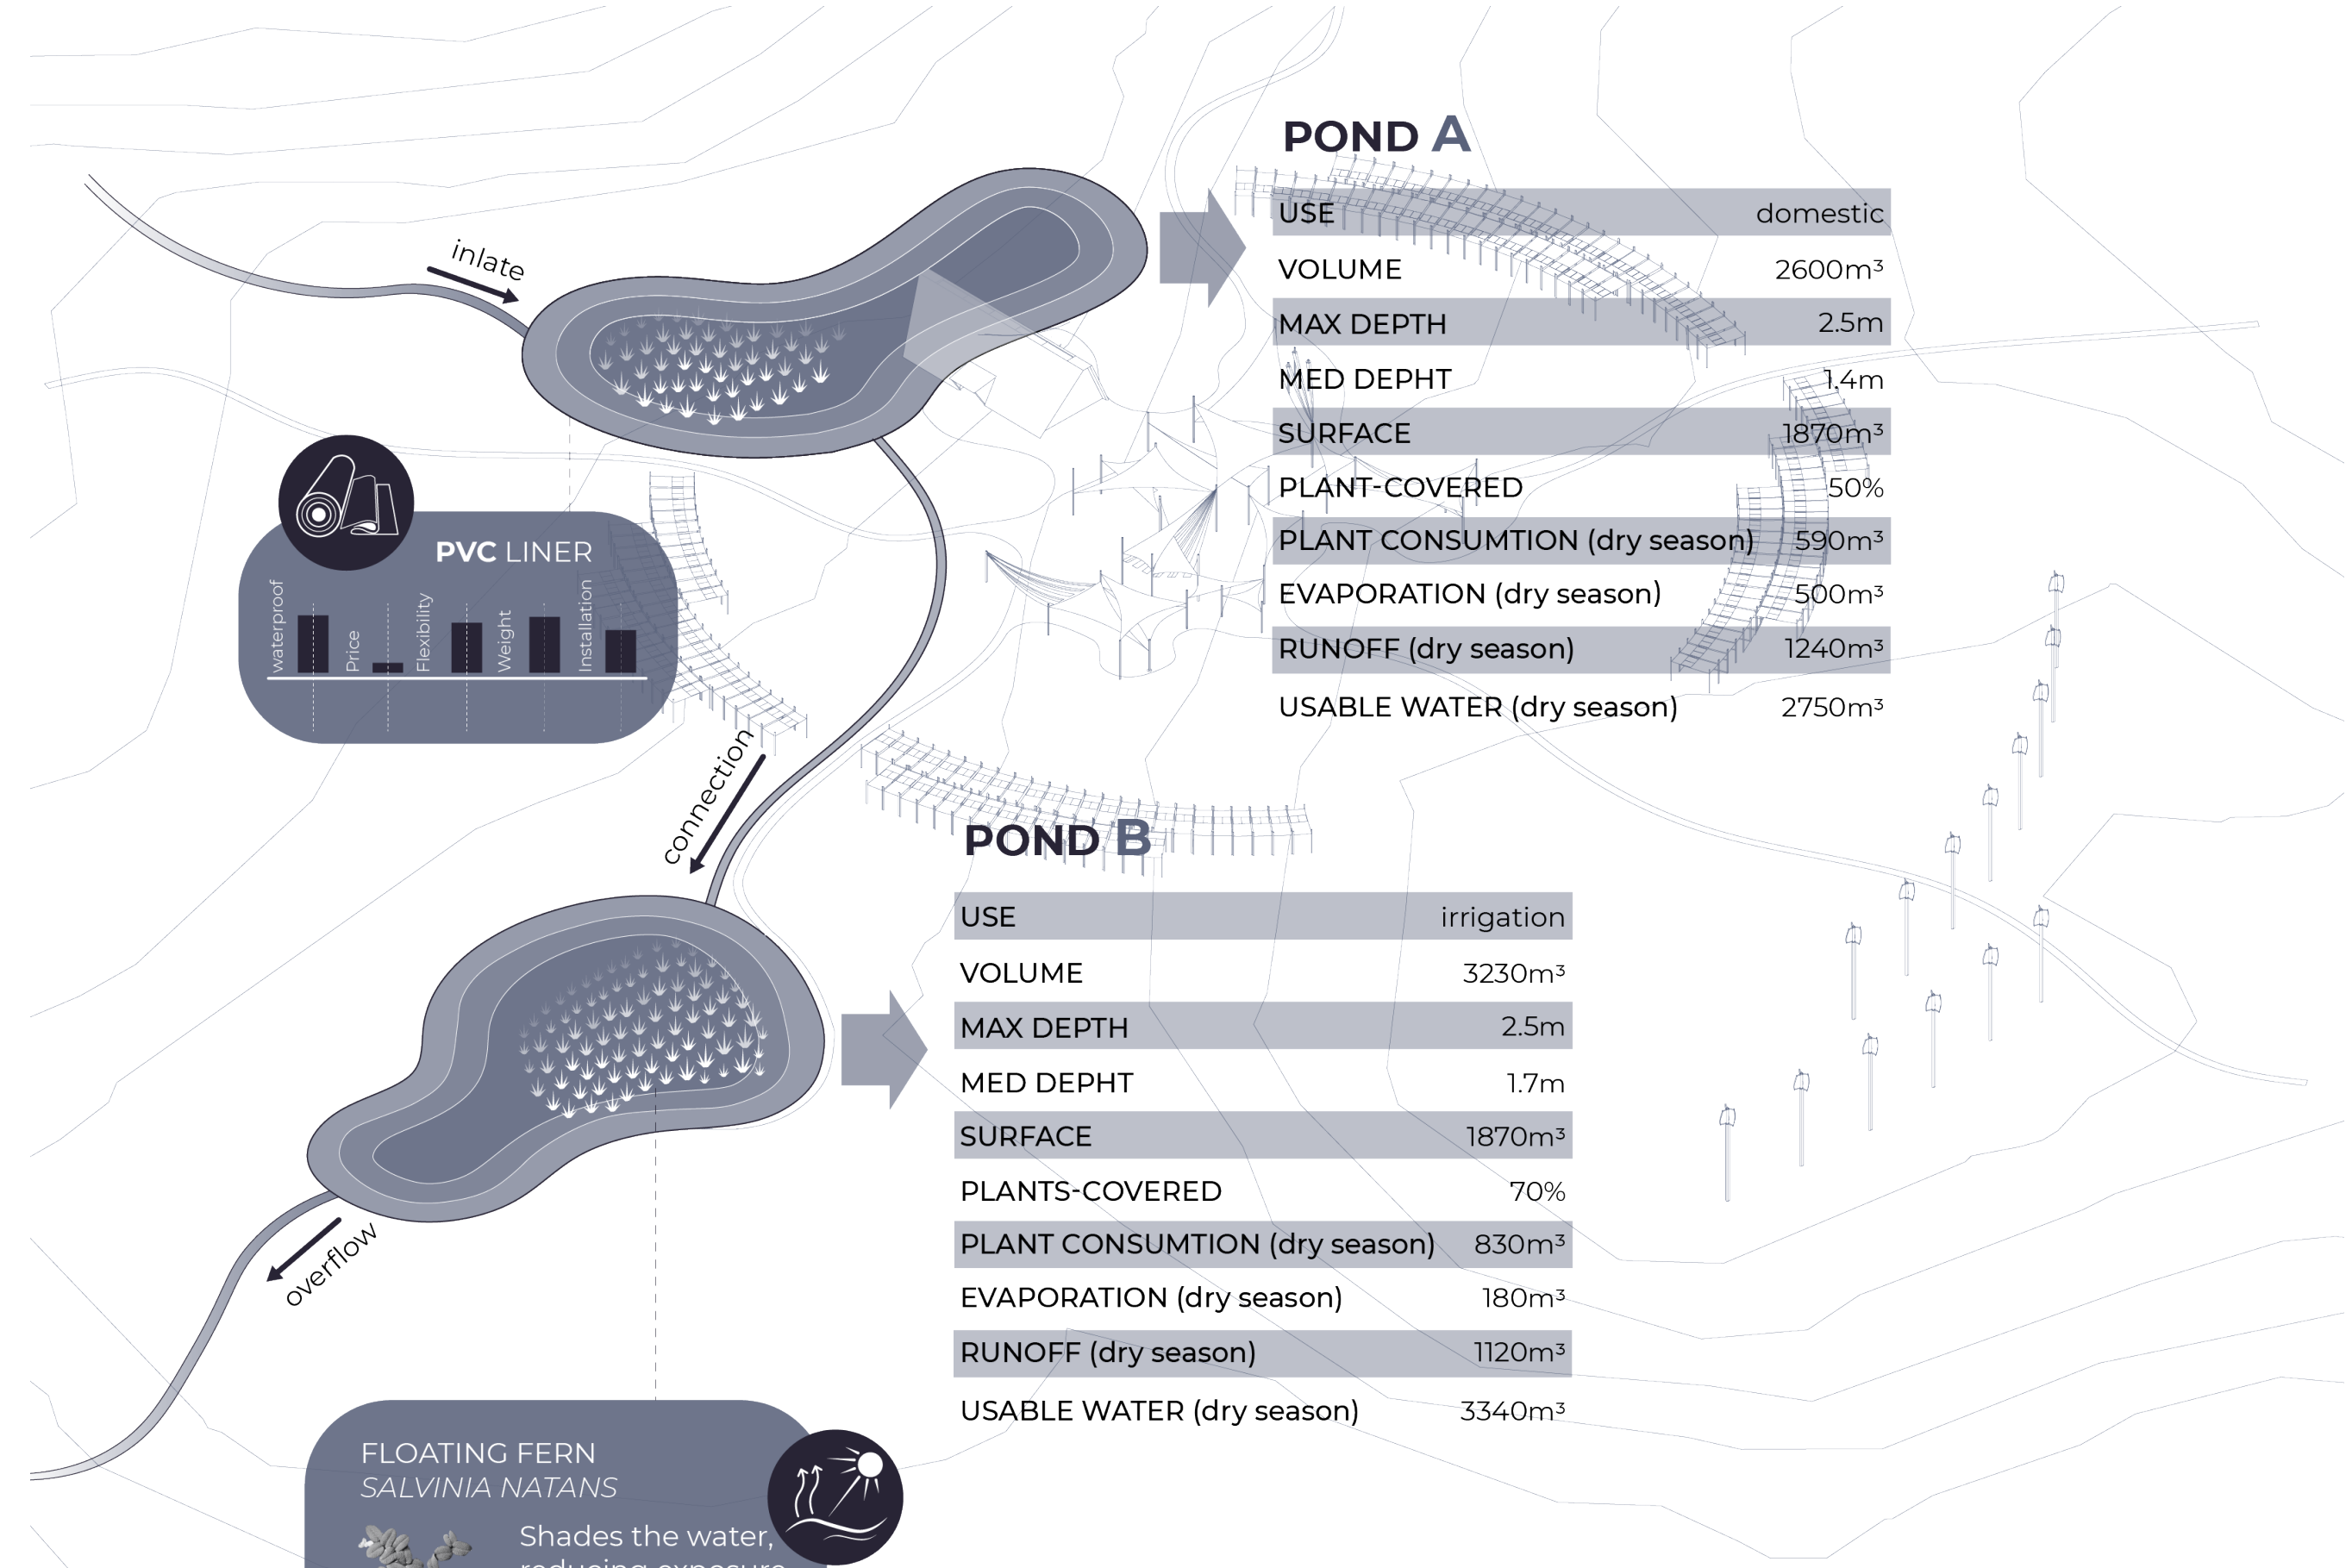 inlate
POND A
USE domestic
VOLUME 2600m³
MAX DEPTH 2.5m
MED DEPHT 1.4m
SURFACE 1870m³
PLANT-COVERED 50%
PLANT CONSUMTION (dry season) 590m³
EVAPORATION (dry season) 500m³
RUNOFF (dry season) 1240m³
USABLE WATER (dry season) 2750m³
PVC LINER
waterproof
Price
Flexibility
Weight
Installation
connection
POND B
USE irrigation
VOLUME 3230m³
MAX DEPTH 2.5m
MED DEPHT 1.7m
SURFACE 1870m³
PLANTS-COVERED 70%
PLANT CONSUMTION (dry season) 830m³
EVAPORATION (dry season) 180m³
RUNOFF (dry season) 1120m³
USABLE WATER (dry season) 3340m³
overflow
FLOATING FERN
SALVINIA NATANS
Shades the water,
reducing exposure